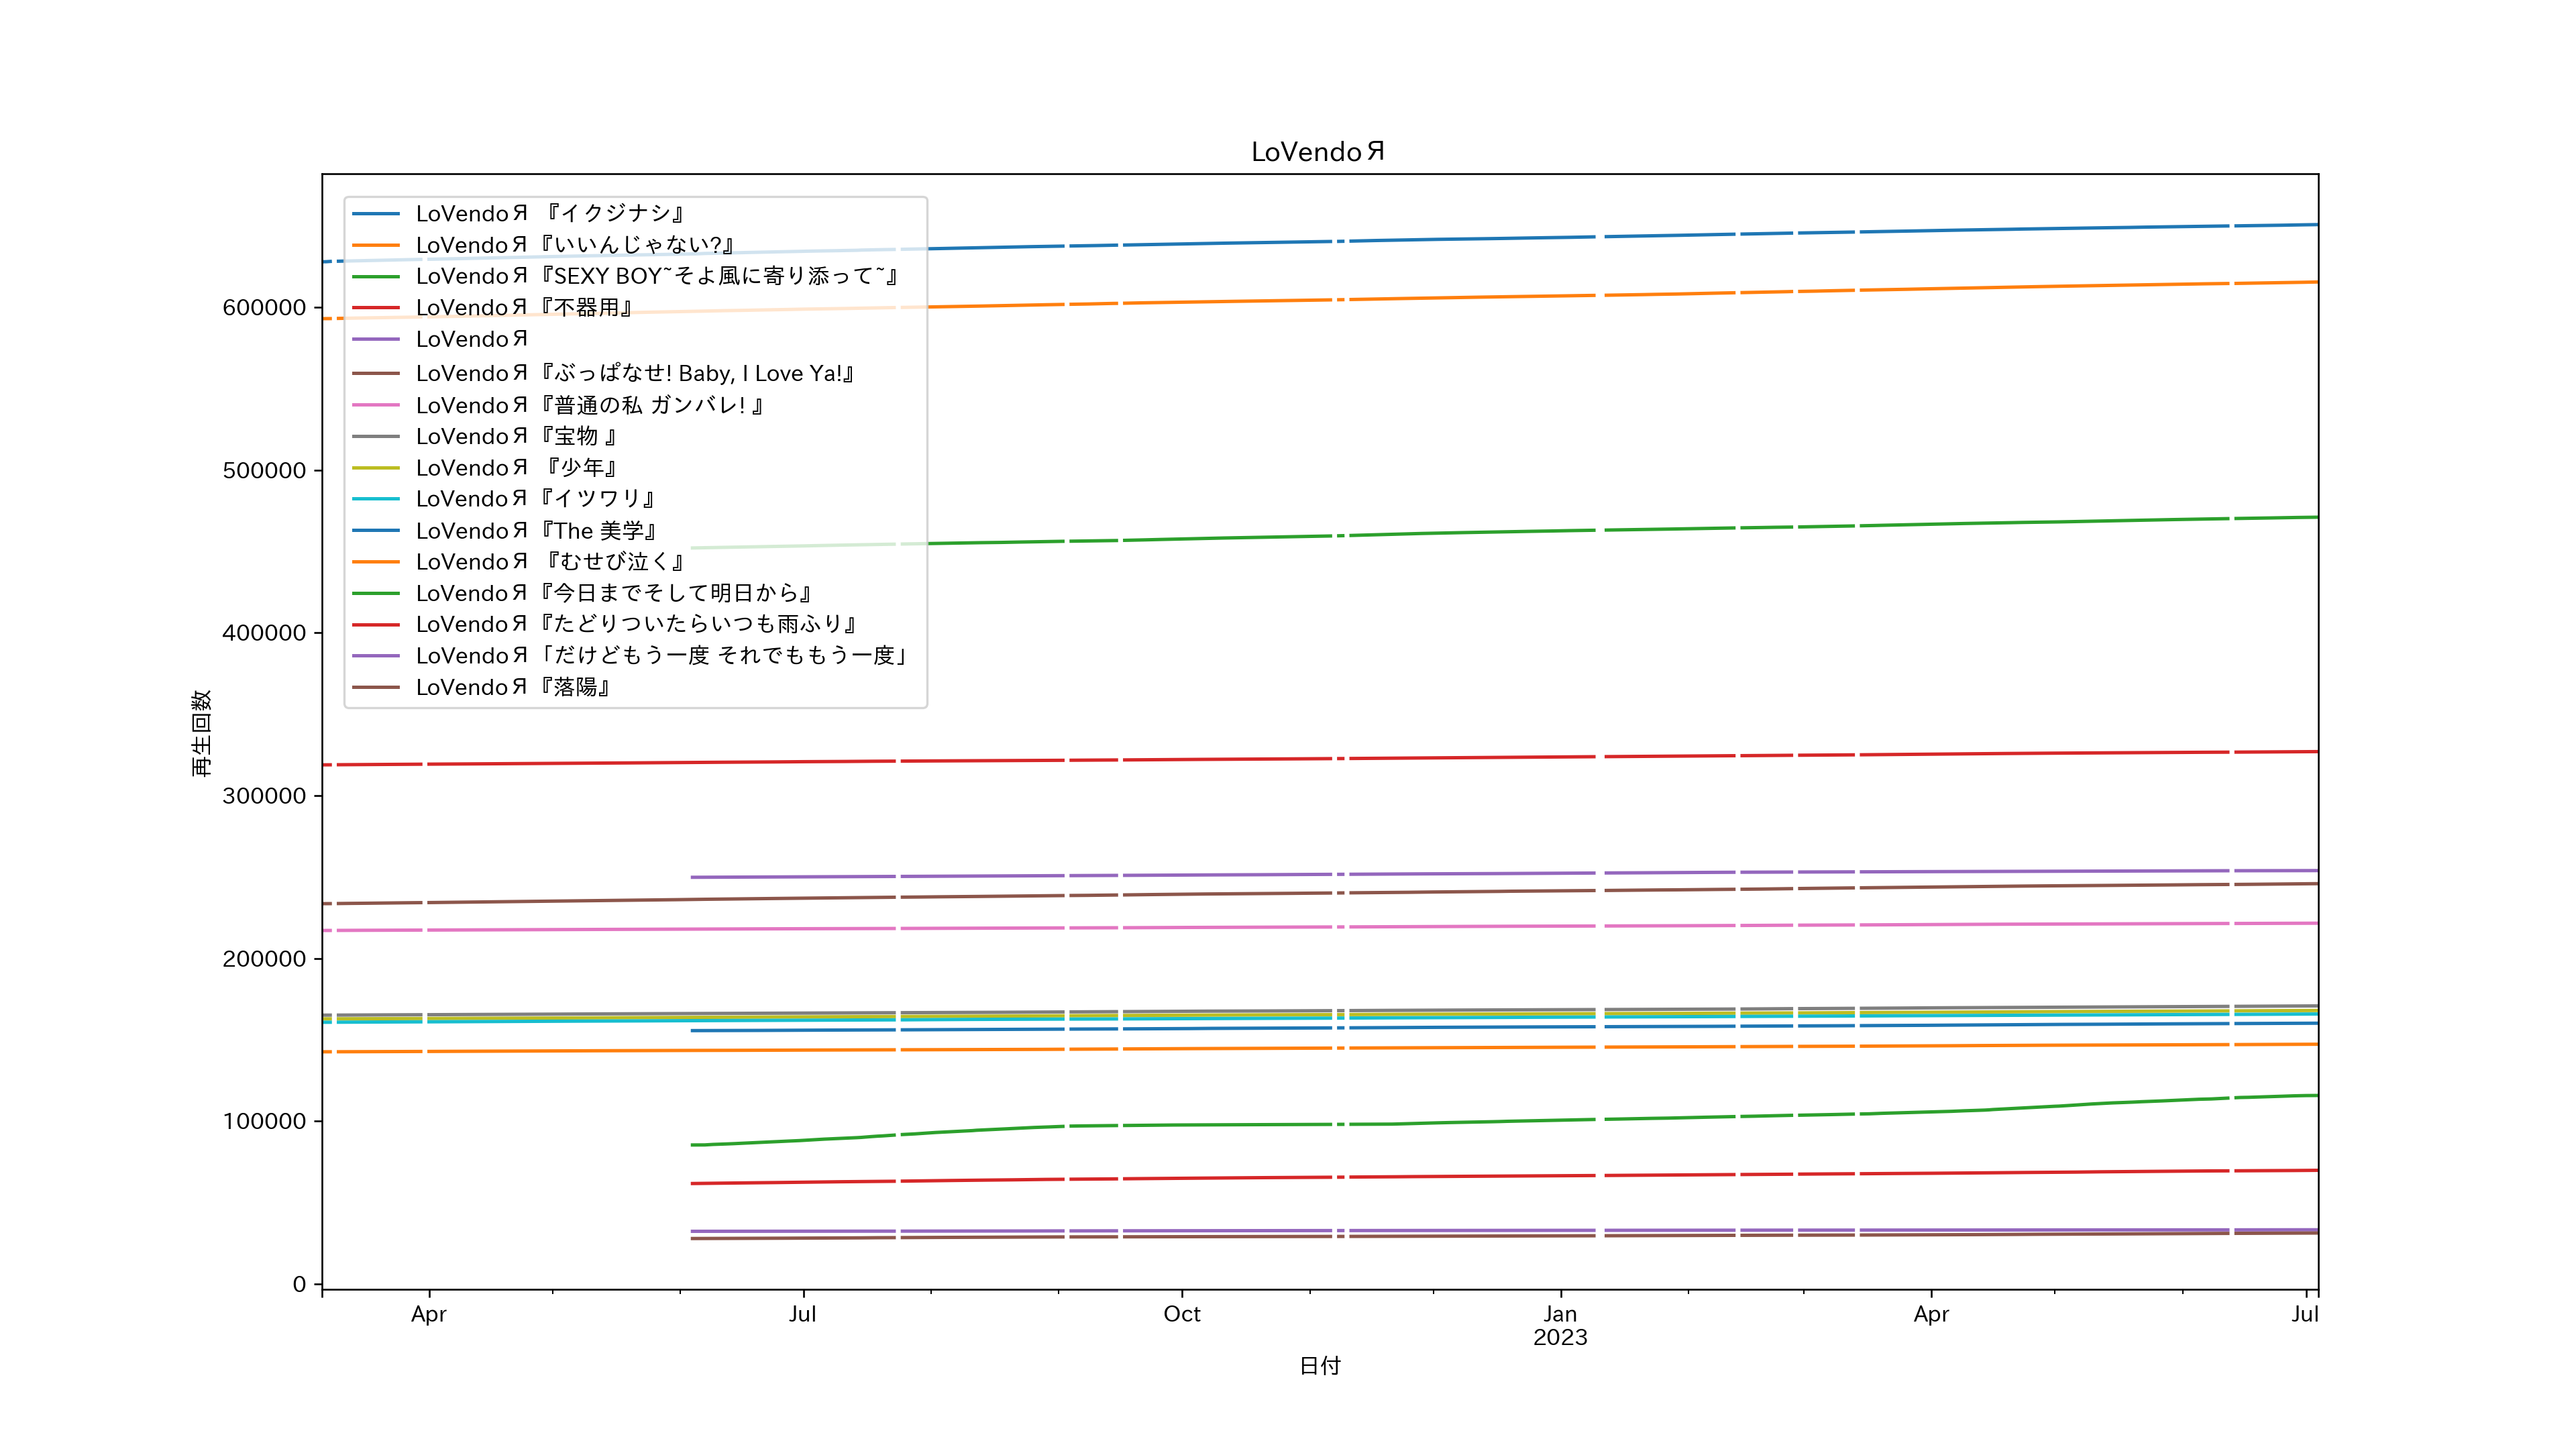 LoVendoЯ
LoVendoЯ 『イクジナシ』
LoVendoЯ『いいんじゃない?』
LoVendoЯ『SEXY BOY~そよ風に寄り添って~』
LoVendoЯ『不器用』
LoVendoЯ
LoVendoЯ『ぶっぱなせ! Baby, I Love Ya!』
LoVendoЯ『普通の私 ガンバレ! 』
LoVendoЯ『宝物 』
LoVendoЯ 『少年』
LoVendoЯ『イツワリ』
LoVendoЯ『The 美学』
LoVendoЯ 『むせび泣く』
LoVendoЯ『今日までそして明日から』
LoVendoЯ『たどりついたらいつも雨ふり』
LoVendoЯ「だけどもう一度 それでももう一度」
LoVendoЯ『落陽』
再生回数
600000
500000
400000
300000
200000
100000
0
Apr Jul Oct Jan Apr Jul
2023
日付